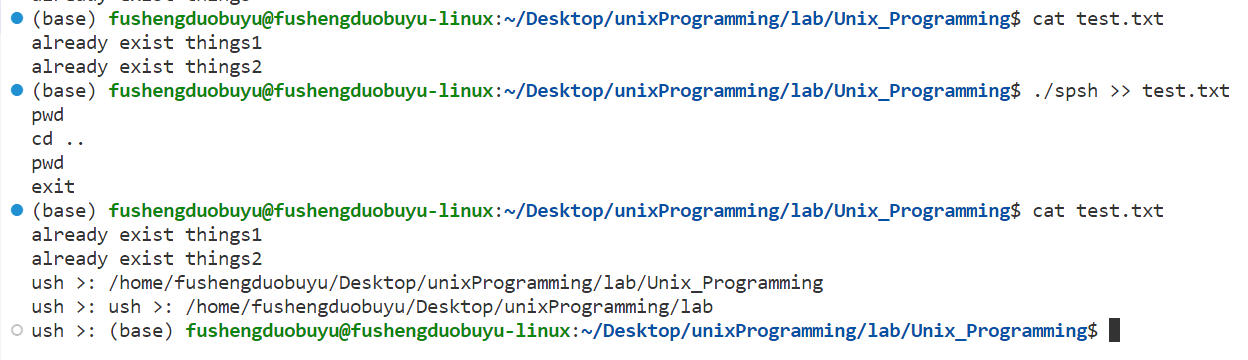 already exist things2
(base) fushengduobuyu@fushengduobuyu-linux:~/Desktop/unixProgramming/lab/Unix_Programming$ cat test.txt
already exist things1
already exist things2
(base) fushengduobuyu@fushengduobuyu-linux:~/Desktop/unixProgramming/lab/Unix_Programming$ ./spsh >> test.txt
pwd
cd ..
pwd
exit
(base) fushengduobuyu@fushengduobuyu-linux:~/Desktop/unixProgramming/lab/Unix_Programming$ cat test.txt
already exist things1
already exist things2
ush >: /home/fushengduobuyu/Desktop/unixProgramming/lab/Unix_Programming
ush >: ush >: /home/fushengduobuyu/Desktop/unixProgramming/lab
ush >: (base) fushengduobuyu@fushengduobuyu-linux:~/Desktop/unixProgramming/lab/Unix_Programming$